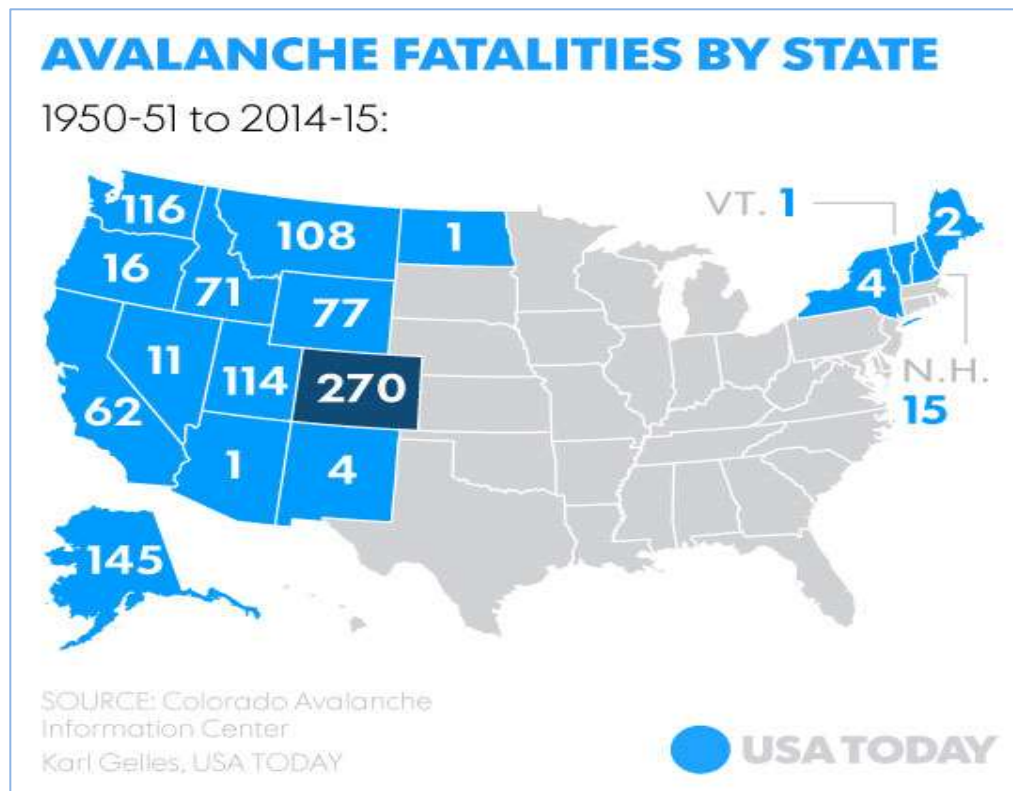 AVALANCHE FATALITIES BY STATE
1950-51 to 2014-15:
VT. 1
116
108
1
2
16
71
77
4
11
114
270
N.H.
15
62
1
4
145
SOURCE: Colorado Avalanche
Information Center
Karl Gelles, USA TODAY
USA TODAY